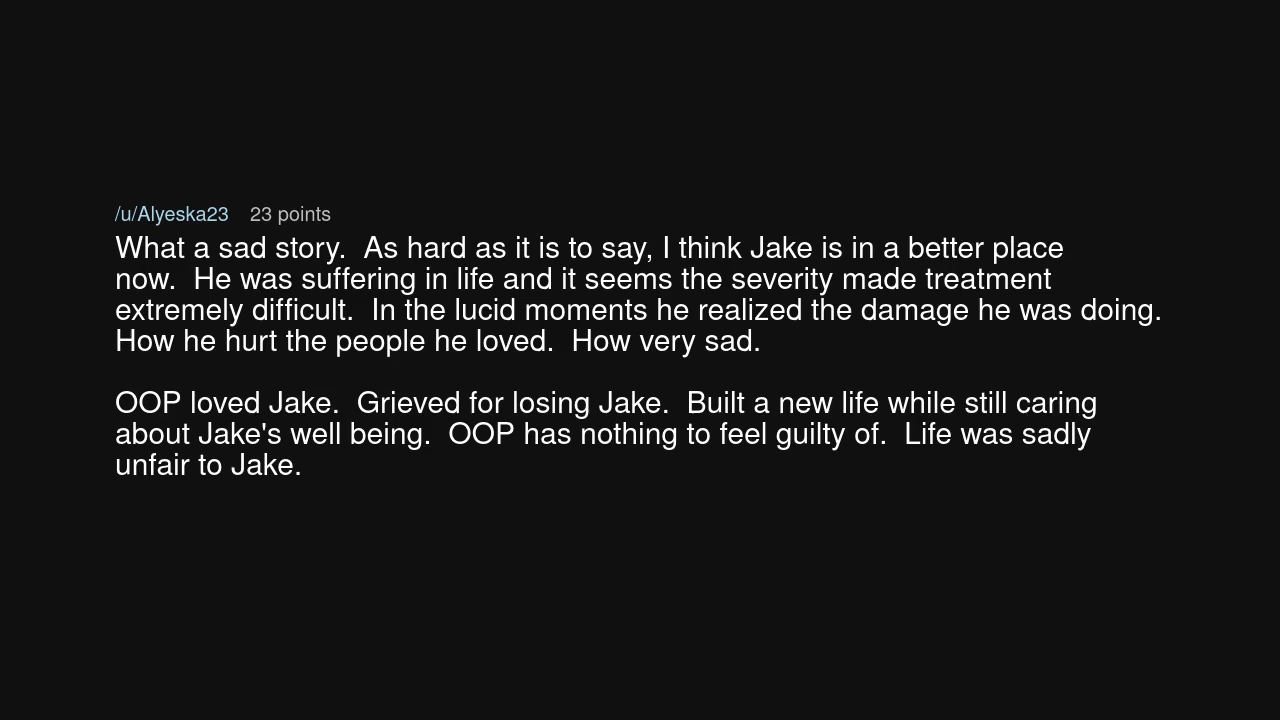 /u/Alyeska23    23 points
What a sad story.  As hard as it is to say, I think Jake is in a better place
now.  He was suffering in life and it seems the severity made treatment
extremely difficult.  In the lucid moments he realized the damage he was doing.
How he hurt the people he loved.  How very sad.

OOP loved Jake.  Grieved for losing Jake.  Built a new life while still caring
about Jake's well being.  OOP has nothing to feel guilty of.  Life was sadly
unfair to Jake.